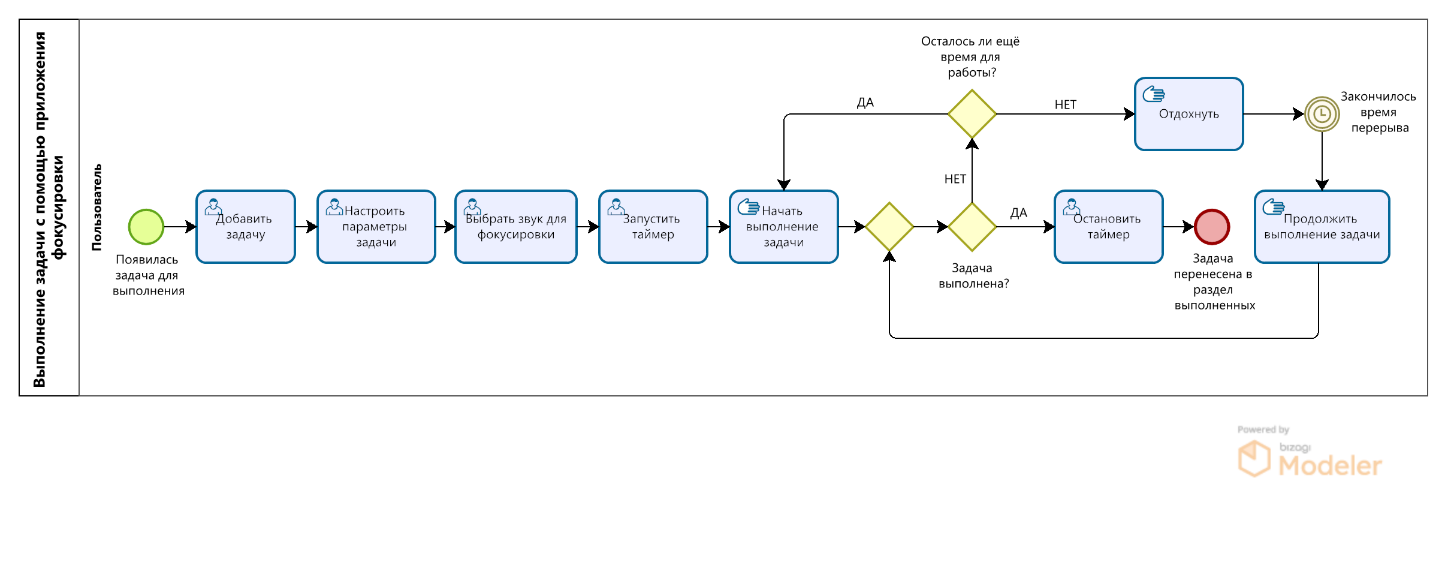 Выполнение задачи с помощью приложения
фокусировки
Пользователь
Появилась
задача для
выполнения
Добавить
задачу
Настроить
параметры
задачи
Выбрать звук для
фокусировки
Запустить
таймер
Начать
выполнение
задачи
Задача
выполнена?
НЕТ
ДА
Осталось ли ещё
время для
работы?
ДА
НЕТ
Отдохнуть
Закончилось
время
перерыва
Остановить
таймер
Задача
перенесена в
раздел
выполненных
Продолжить
выполнение задачи
Powered by
bizagi
Modeler